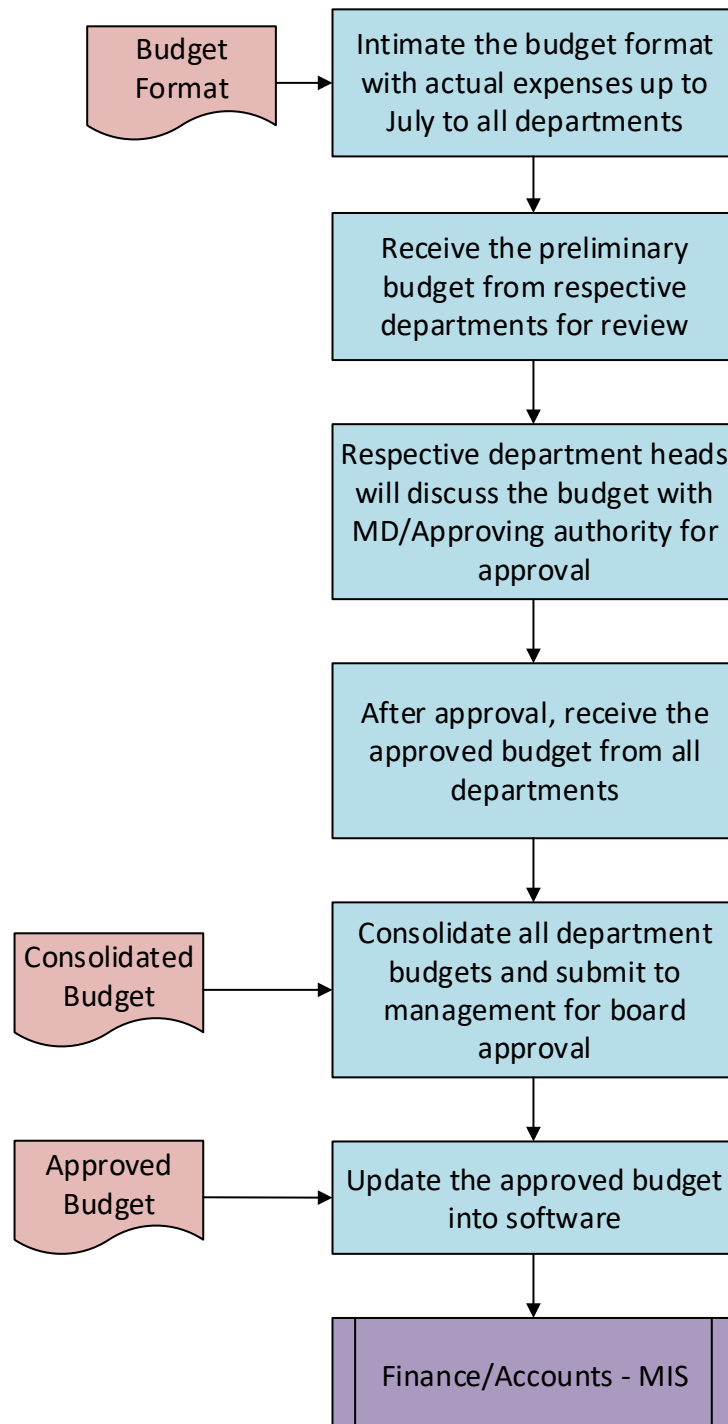 Budget
Format
Intimate the budget format
with actual expenses up to
July to all departments
Receive the preliminary
budget from respective
departments for review
Respective department heads
will discuss the budget with
MD/Approving authority for
approval
After approval, receive the
approved budget from all
departments
Consolidated
Budget
Consolidate all department
budgets and submit to
management for board
approval
Approved
Budget
Update the approved budget
into software
Finance/Accounts - MIS